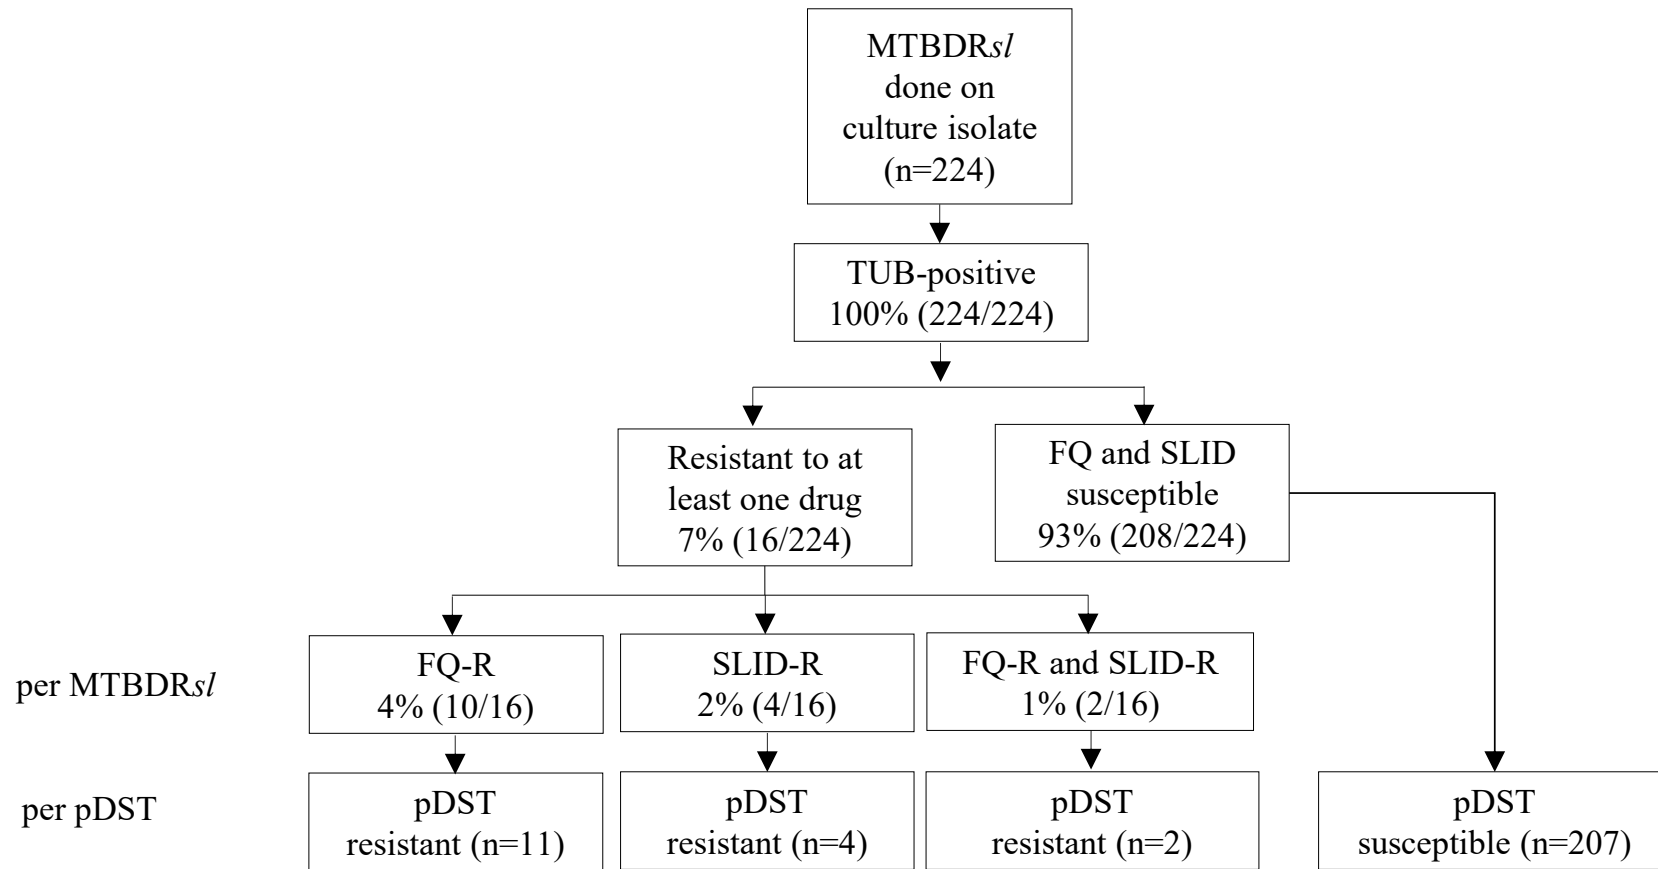 MTBDRsl
done on
culture isolate
(n=224)
TUB-positive
100% (224/224)
Resistant to at
least one drug
7% (16/224)
FQ and SLID
susceptible
93% (208/224)
per MTBDRsl
FQ-R
4% (10/16)
SLID-R
2% (4/16)
FQ-R and SLID-R
1% (2/16)
per pDST
pDST
resistant (n=11)
pDST
resistant (n=4)
pDST
resistant (n=2)
pDST
susceptible (n=207)